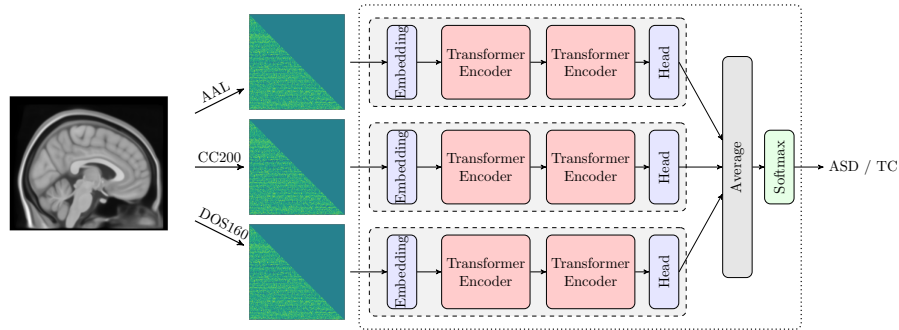 AAL
Embedding
Transformer
Encoder
Transformer
Encoder
Head
CC200
Embedding
Transformer
Encoder
Transformer
Encoder
Head
DOS160
Embedding
Transformer
Encoder
Transformer
Encoder
Head
Average
Softmax
ASD / TC